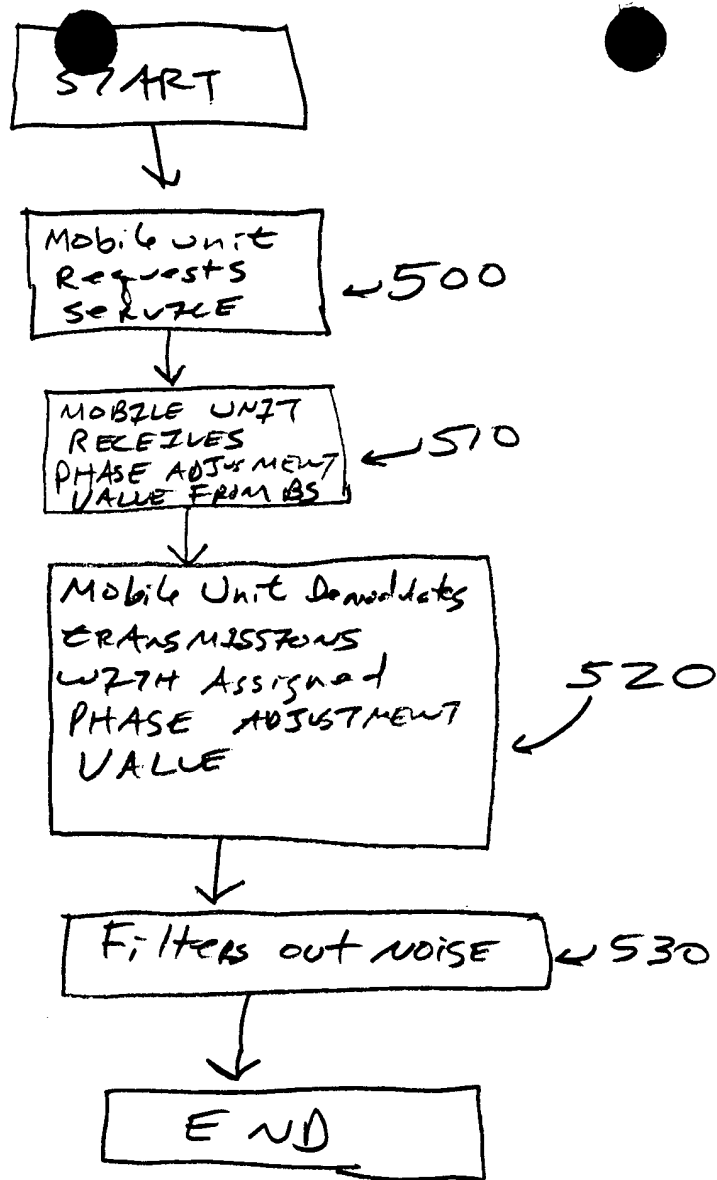 START
Mobile unit
Requests
SERVICE
500
MOBILE UNIT
RECEIVES
PHASE ADJUSTMENT
VALUE FROM BS
510
Mobile Unit Demodulates
TRANSMISSIONS
WITH Assigned
PHASE ADJUSTMENT
VALUE
520
Filters out NOISE
530
END